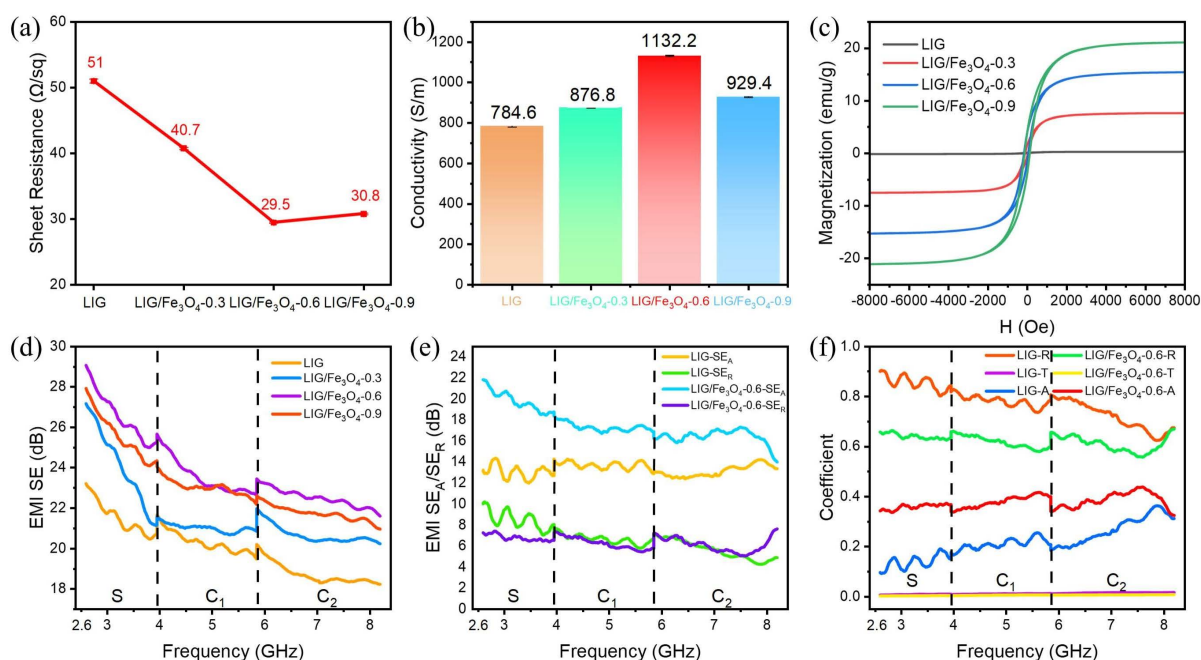 (a)
60
50
40
30
20
Sheet Resistance (Ω/sq)
51
40.7
29.5
30.8
LIG
LIG/Fe₃O₄-0.3
LIG/Fe₃O₄-0.6
LIG/Fe₃O₄-0.9
(b)
1200
1000
800
600
400
200
0
Conductivity (S/m)
784.6
876.8
1132.2
929.4
LIG
LIG/Fe₃O₄-0.3
LIG/Fe₃O₄-0.6
LIG/Fe₃O₄-0.9
(c)
20
10
0
-10
-20
Magnetization (emu/g)
LIG
LIG/Fe₃O₄-0.3
LIG/Fe₃O₄-0.6
LIG/Fe₃O₄-0.9
-8000 -6000 -4000 -2000 0 2000 4000 6000 8000
H (Oe)
(d)
30
28
26
24
22
20
18
EMI SE (dB)
LIG
LIG/Fe₃O₄-0.3
LIG/Fe₃O₄-0.6
LIG/Fe₃O₄-0.9
S C₁ C₂
2.6 3 4 5 6 7 8
Frequency (GHz)
(e)
24
22
20
18
16
14
12
10
8
6
4
2
0
EMI SE_A/SE_R (dB)
LIG-SE_A
LIG-SE_R
LIG/Fe₃O₄-0.6-SE_A
LIG/Fe₃O₄-0.6-SE_R
S C₁ C₂
2.6 3 4 5 6 7 8
Frequency (GHz)
(f)
1.0
0.8
0.6
0.4
0.2
0.0
Coefficient
LIG-R LIG/Fe₃O₄-0.6-R
LIG-T LIG/Fe₃O₄-0.6-T
LIG-A LIG/Fe₃O₄-0.6-A
S C₁ C₂
2.6 3 4 5 6 7 8
Frequency (GHz)